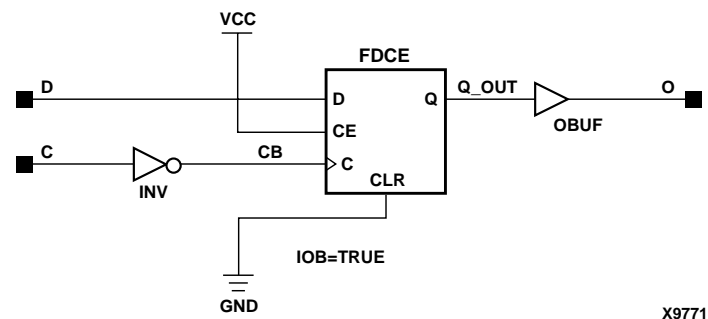 VCC
FDCE
D
D
Q
Q_OUT
O
CE
OBUF
C
INV
CB
C
CLR
IOB=TRUE
GND
X9771